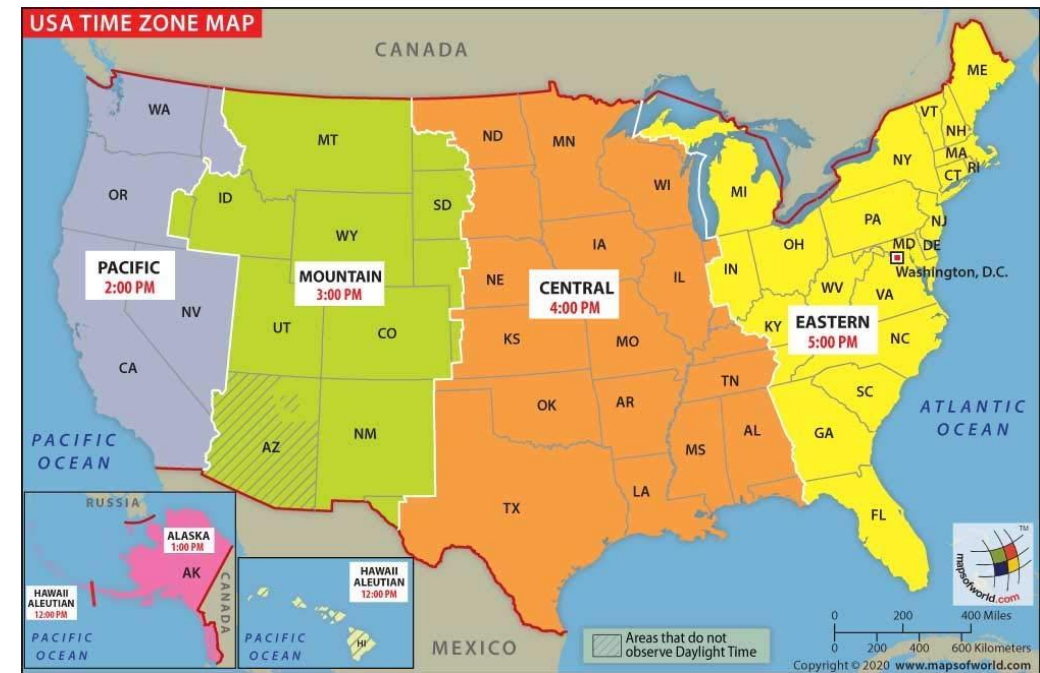 USA TIME ZONE MAP
CANADA
ME
WA
MT
ND
MN
VT
NH
MA
RI
CT
NY
OR
ID
SD
WI
MI
WY
PA
NJ
IA
OH
MD
DE
Washington, D.C.
PACIFIC
2:00 PM
MOUNTAIN
3:00 PM
NE
CENTRAL
4:00 PM
IL
IN
WV
VA
NV
UT
CO
KS
MO
KY
EASTERN
5:00 PM
NC
CA
TN
OK
AR
SC
AZ
NM
MS
AL
GA
PACIFIC
OCEAN
ATLANTIC
OCEAN
TX
LA
FL
RUSSIA
ALASKA
1:00 PM
AK
CANADA
HAWAII
ALEUTIAN
12:00 PM
PACIFIC
OCEAN
HAWAII
ALEUTIAN
12:00 PM
HI
PACIFIC
OCEAN
MEXICO
Areas that do not
observe Daylight Time
TM
mapsofworld.com
0 200 400 Miles
0 200 400 600 Kilometers
Copyright © 2020 www.mapsofworld.com